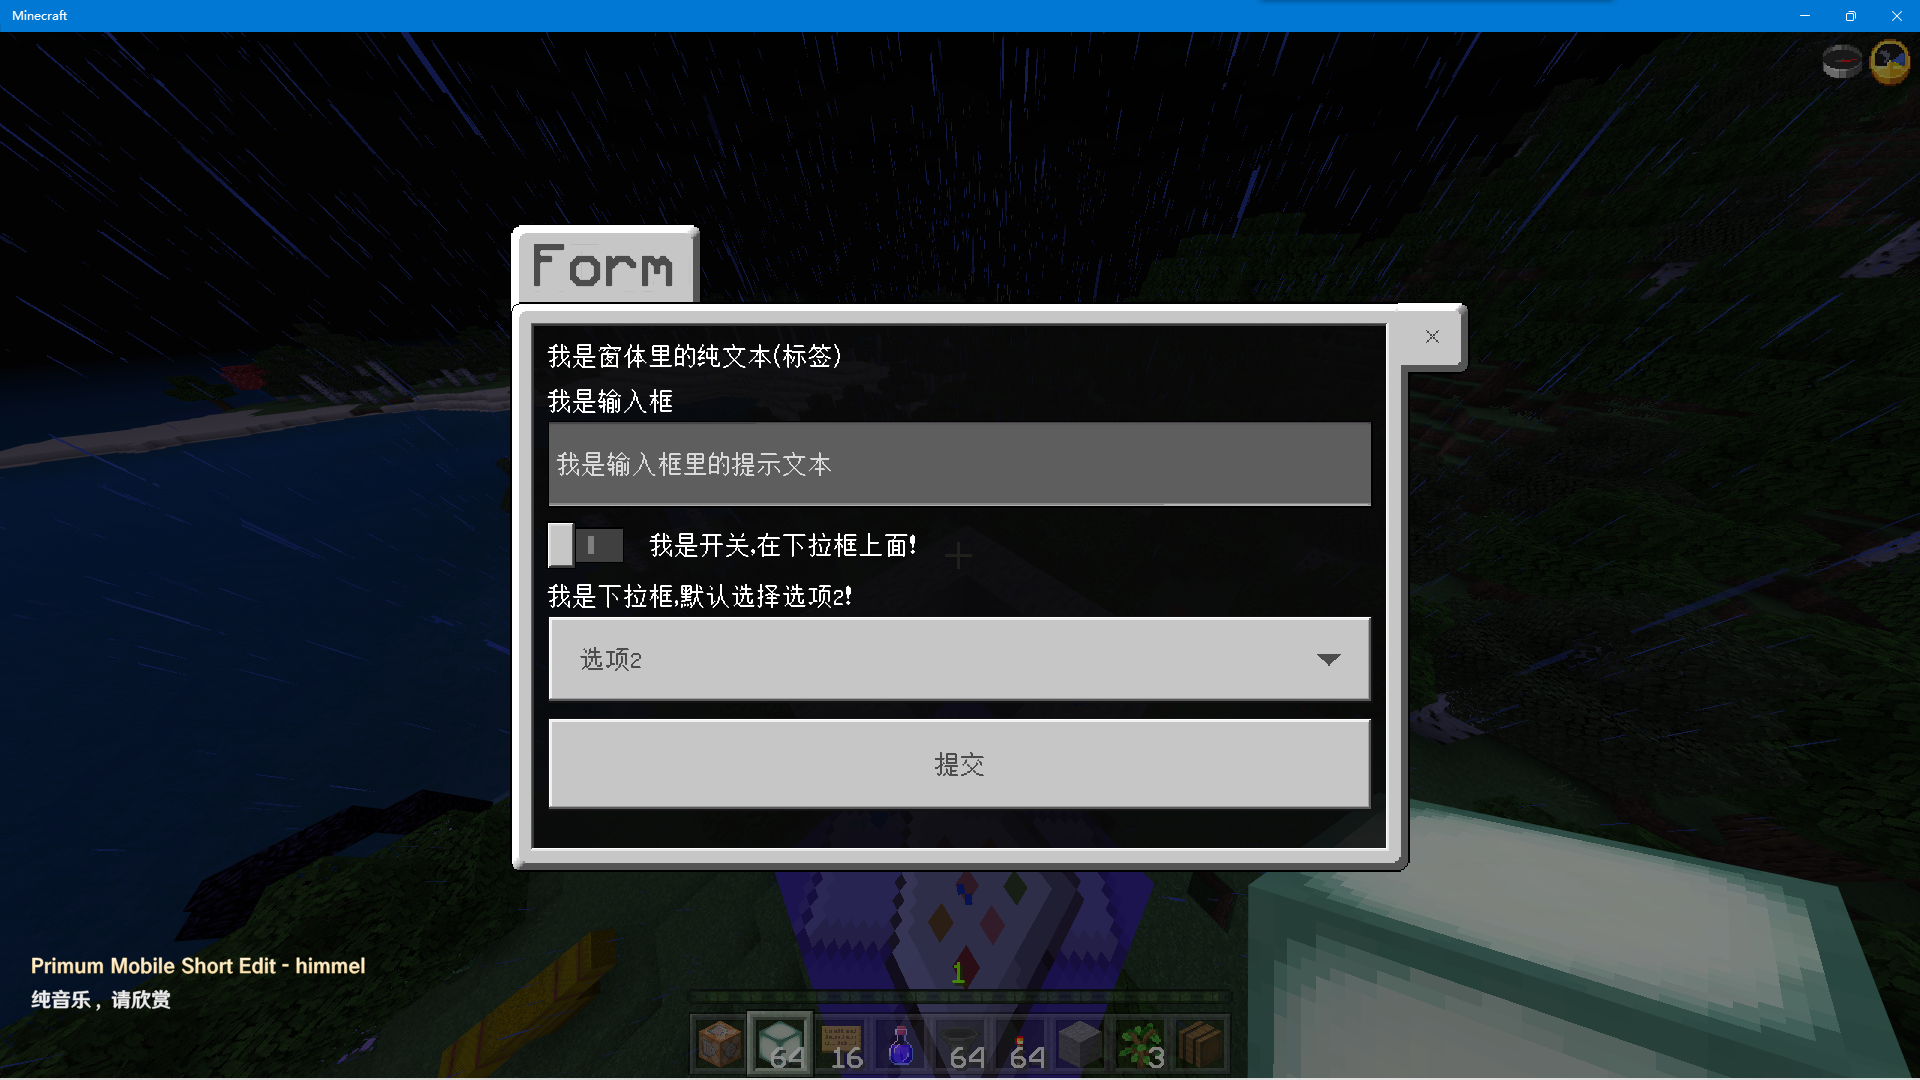 Minecraft
Form
我是窗体里的纯文本(标签)
我是输入框
我是输入框里的提示文本
我是开关,在下拉框上面!
我是下拉框,默认选择选项2!
选项2
提交
Primum Mobile Short Edit - himmel
纯音乐，请欣赏
1
64 16 64 64 3